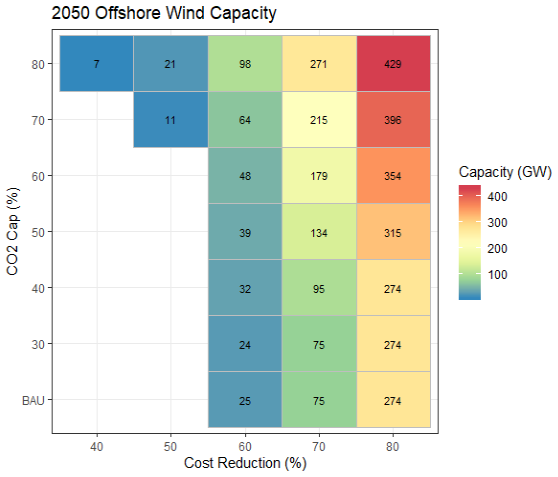 2050 Offshore Wind Capacity
80 7 21 98 271 429
70 11 64 215 396
60 48 179 354
50 39 134 315
40 32 95 274
30 24 75 274
BAU 25 75 274
40 50 60 70 80
Cost Reduction (%)
CO2 Cap (%)
Capacity (GW)
400
300
200
100